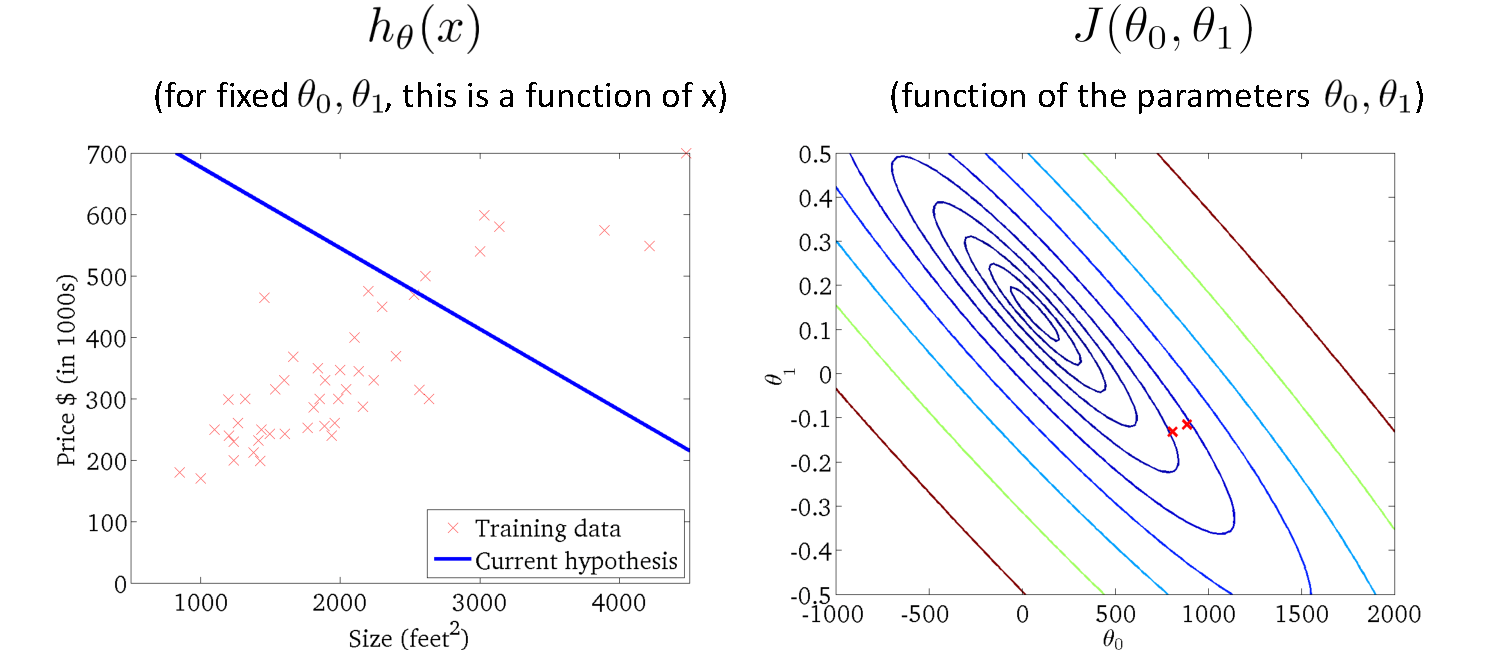 hθ(x)
(for fixed θ0, θ1, this is a function of x)
700
600
500
400
300
200
100
0
Price $ (in 1000s)
1000 2000 3000 4000
Size (feet²)
Training data
Current hypothesis
J(θ0, θ1)
(function of the parameters θ0, θ1)
0.5
0.4
0.3
0.2
0.1
0
-0.1
-0.2
-0.3
-0.4
-0.5
θ1
-1000 -500 0 500 1000 1500 2000
θ0